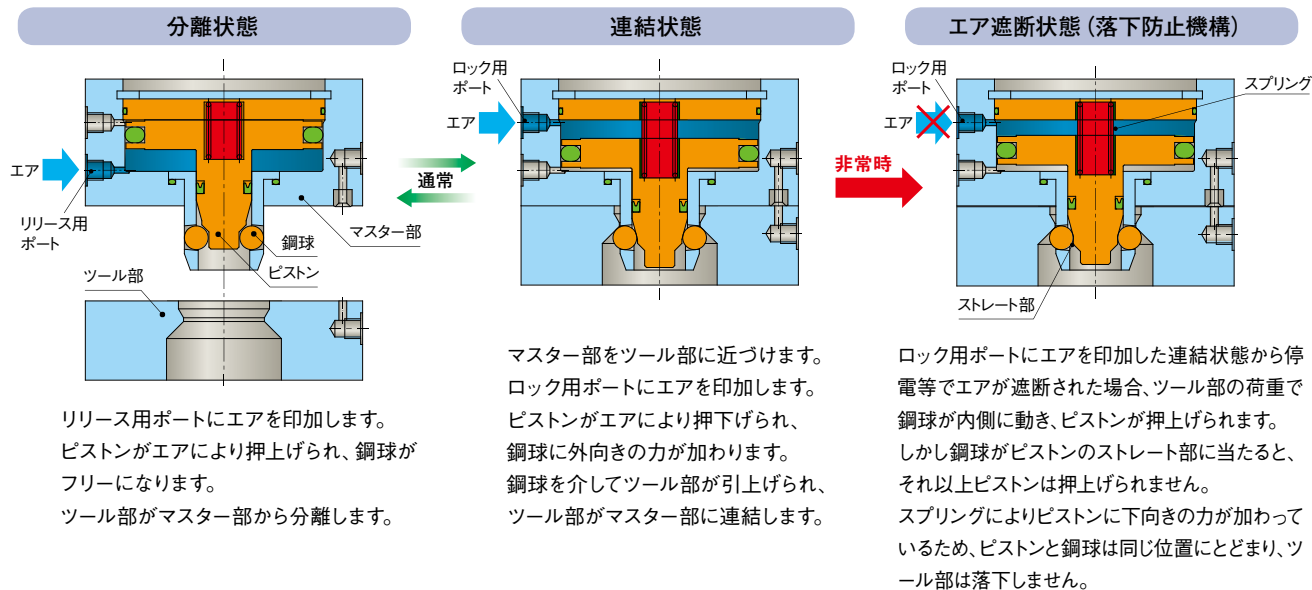 分離状態
連結状態
エア遮断状態(落下防止機構)
エア
リリース用
ポート
ツール部
マスター部
鋼球
ピストン
通常
ロック用
ポート
エア
非常時
ロック用
ポート
エア
スプリング
ストレート部
リリース用ポートにエアを印加します。
ピストンがエアにより押上げられ、鋼球が
フリーになります。
ツール部がマスター部から分離します。
マスター部をツール部に近づけます。
ロック用ポートにエアを印加します。
ピストンがエアにより押下げられ、
鋼球に外向きの力が加わります。
鋼球を介してツール部が引上げられ、
ツール部がマスター部に連結します。
ロック用ポートにエアを印加した連結状態から停
電等でエアが遮断された場合、ツール部の荷重で
鋼球が内側に動き、ピストンが押上げられます。
しかし鋼球がピストンのストレート部に当たると、
それ以上ピストンは押上げられません。
スプリングによりピストンに下向きの力が加わって
いるため、ピストンと鋼球は同じ位置にとどまり、ツ
ール部は落下しません。